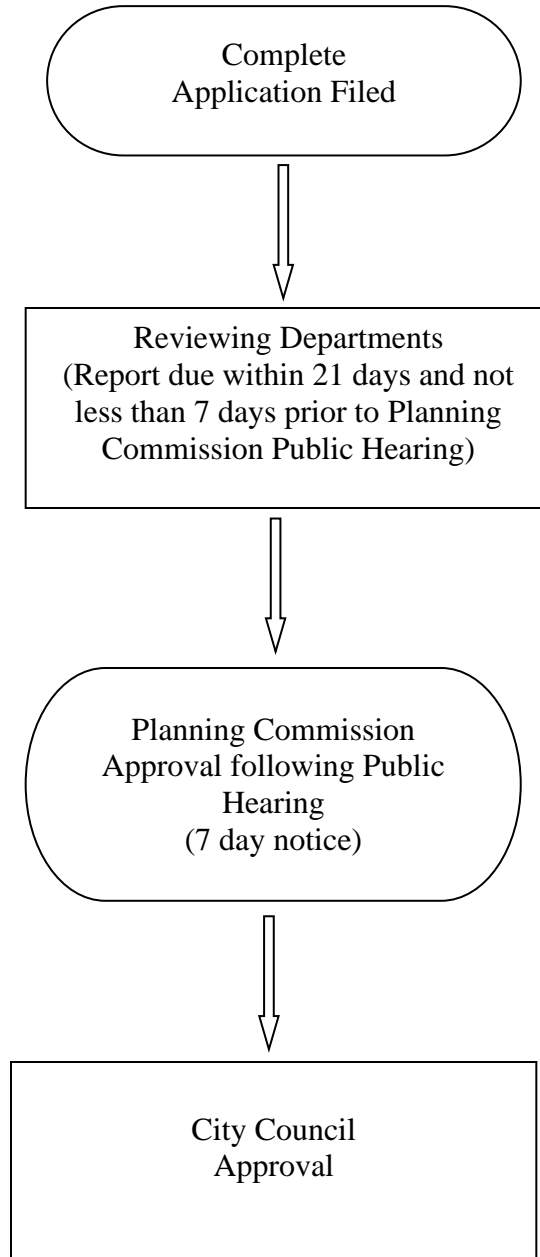 Complete
Application Filed
Reviewing Departments
(Report due within 21 days and not
less than 7 days prior to Planning
Commission Public Hearing)
Planning Commission
Approval following Public
Hearing
(7 day notice)
City Council
Approval